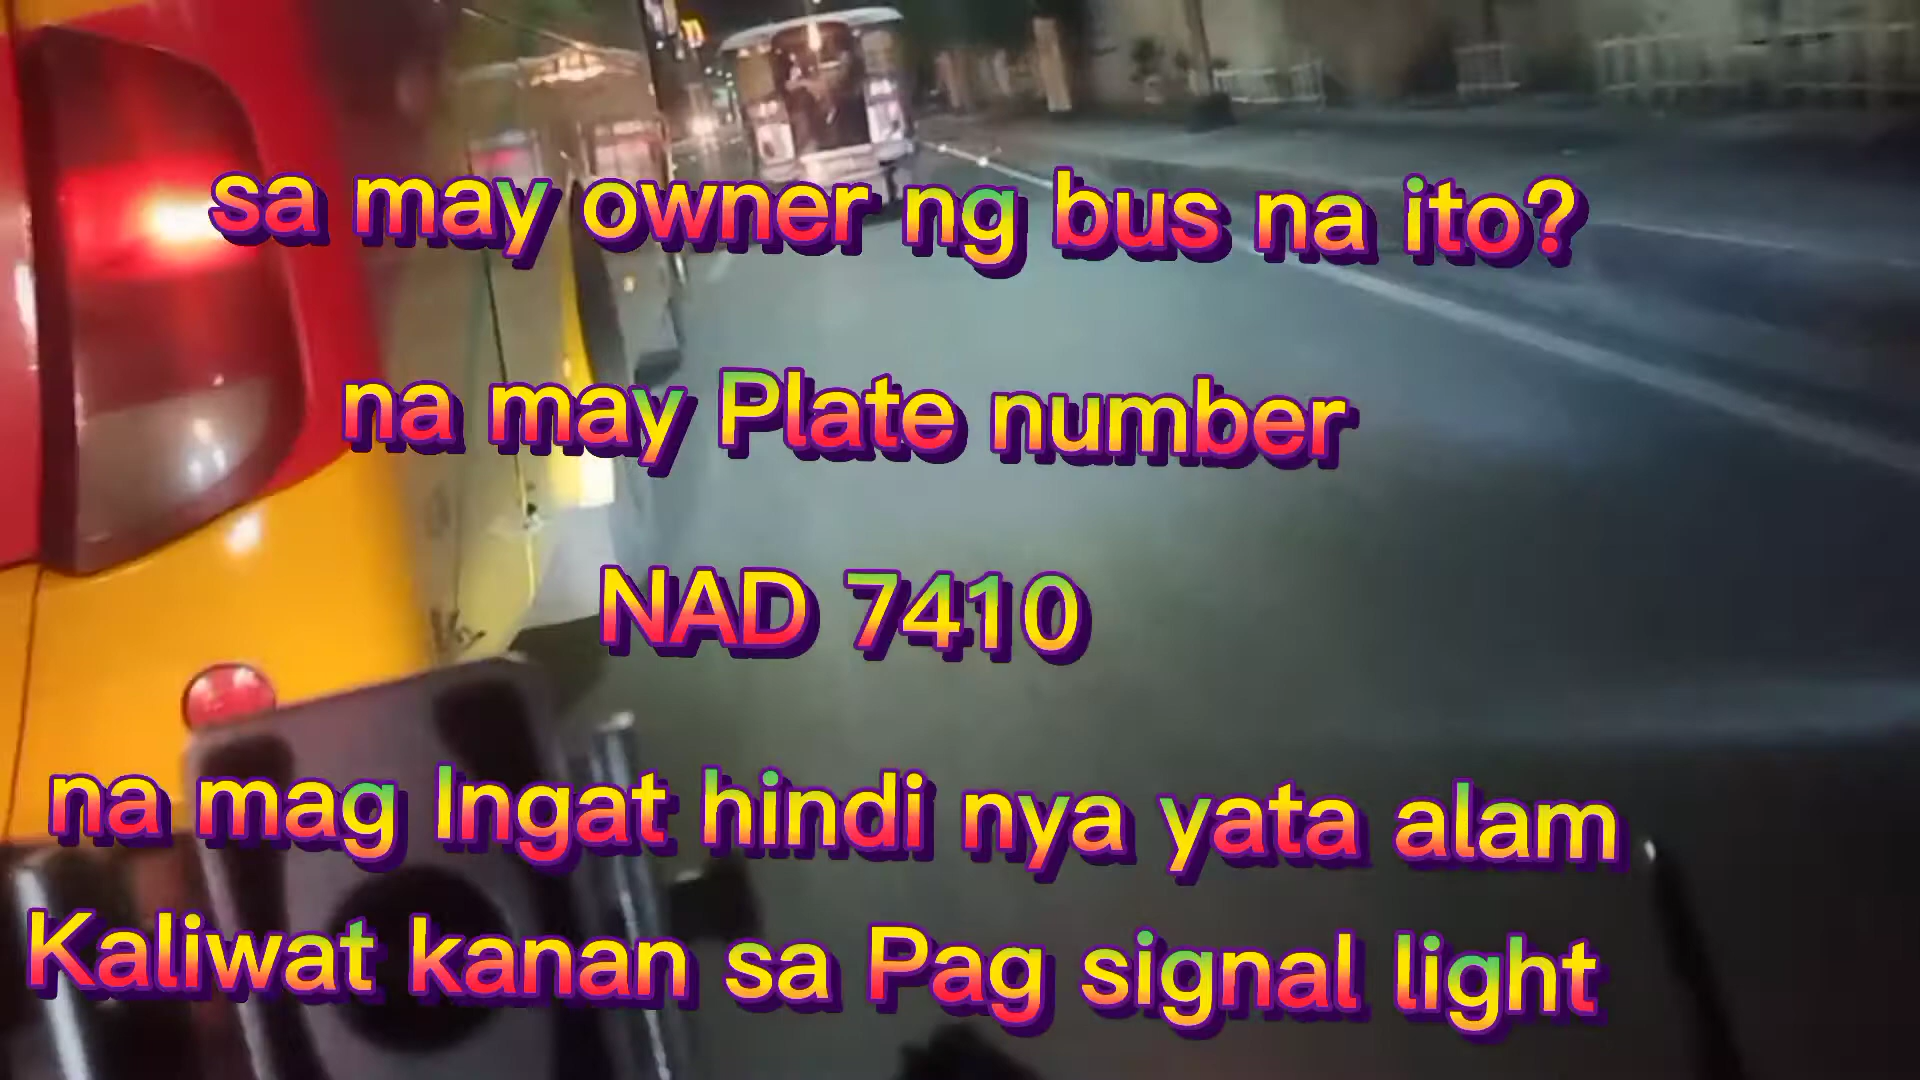 sa may owner ng bus na ito?
na may Plate number
NAD 7410
na mag Ingat hindi nya yata alam
Kaliwat kanan sa Pag signal light